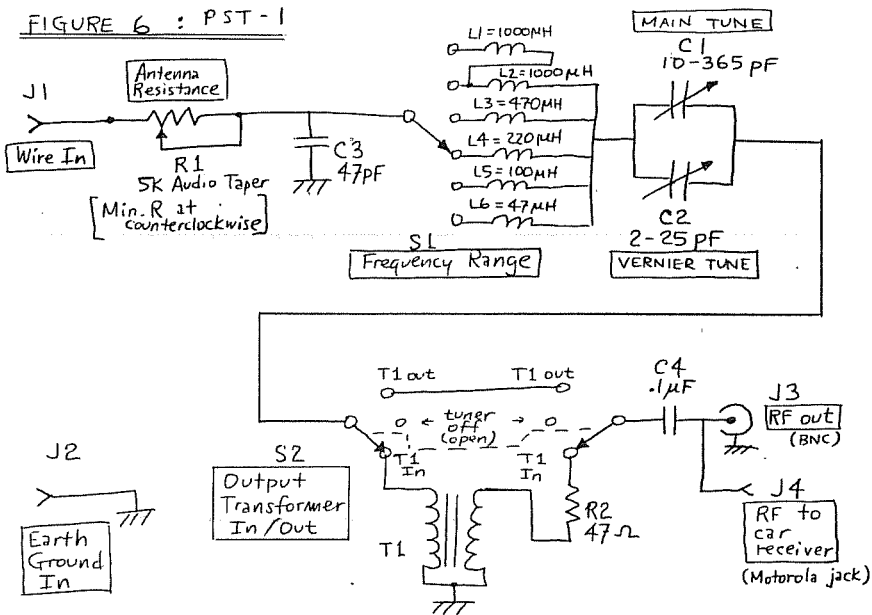 FIGURE 6 : PST-1
J1
Wire In
Antenna
Resistance
R1
5K Audio Taper
[Min. R at
counterclockwise]
C3
47pF
L1=1000µH
L2=1000µH
L3=470µH
L4=220µH
L5=100µH
L6=47µH
S1
Frequency Range
MAIN TUNE
C1
10-365 pF
C2
2-25 pF
VERNIER TUNE
T1 out
T1 out
← tuner →
off
(open)
T1
In
T1
In
S2
Output
Transformer
In/Out
T1
R2
47Ω
C4
.1µF
J3
RF out
(BNC)
J4
RF to
car
receiver
(Motorola jack)
J2
Earth
Ground
In